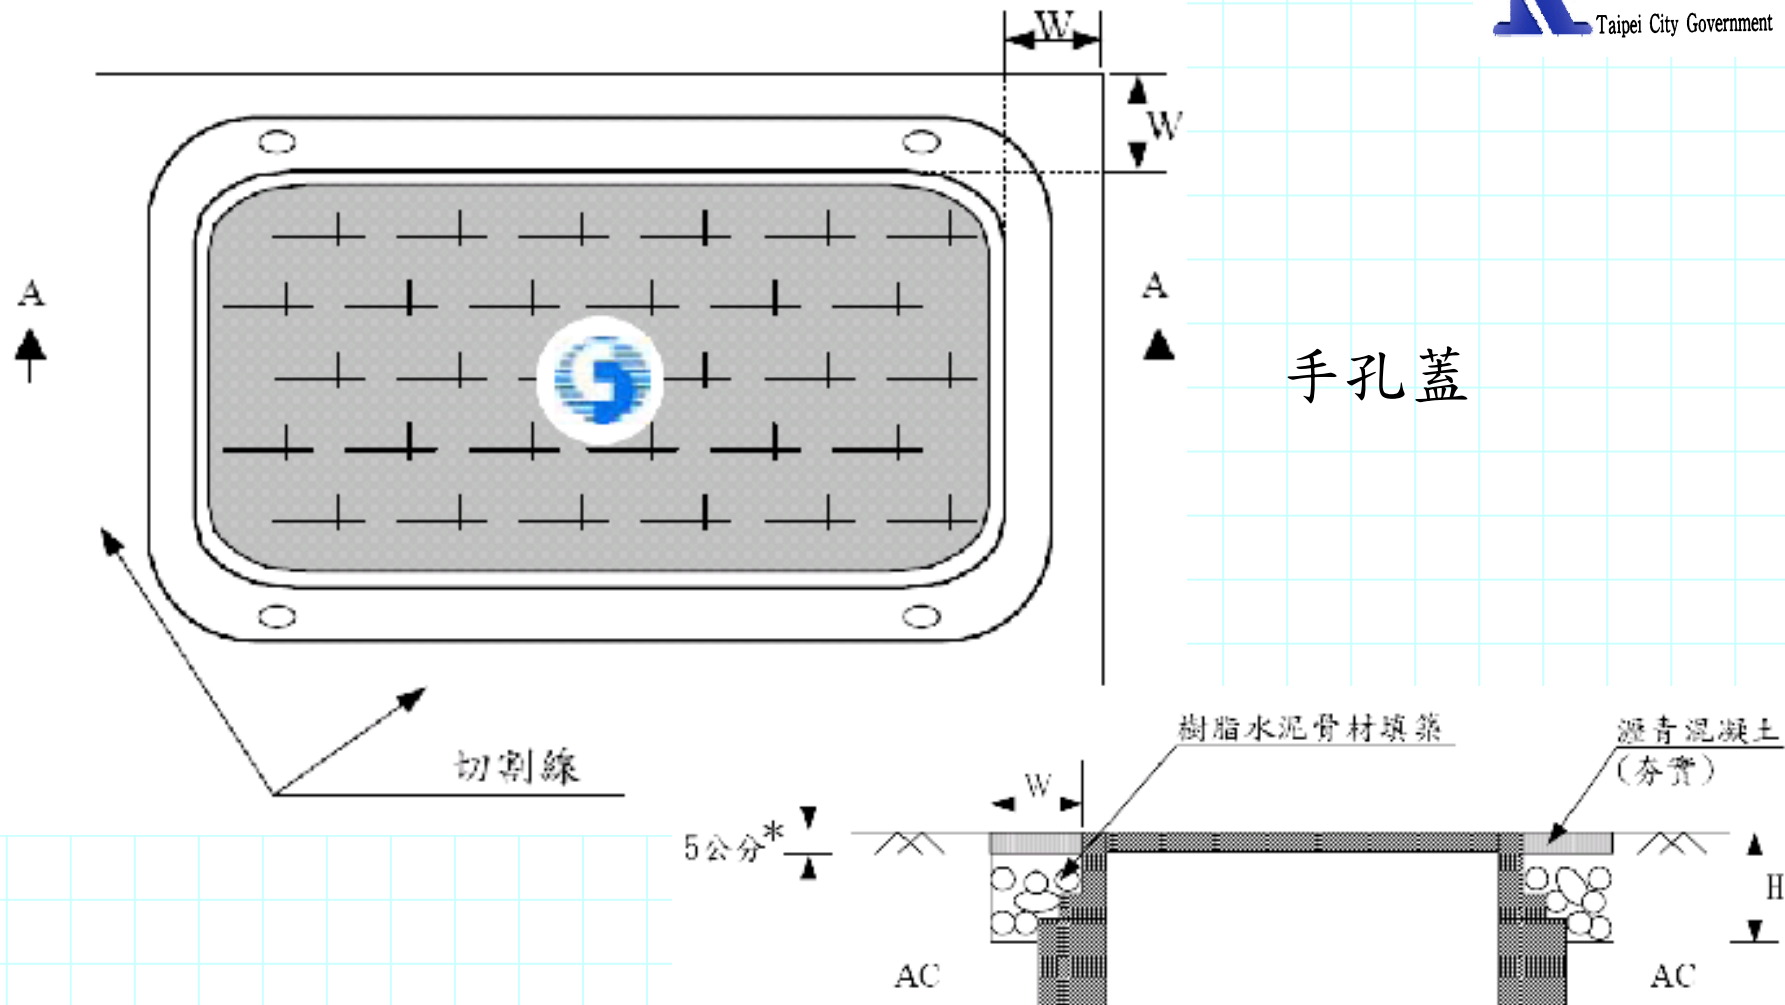 Taipei City Government
W
W
A
A
手孔蓋
切割線
樹脂水泥骨材填築
瀝青混凝土
(夯實)
W
5公分*
H
AC
AC